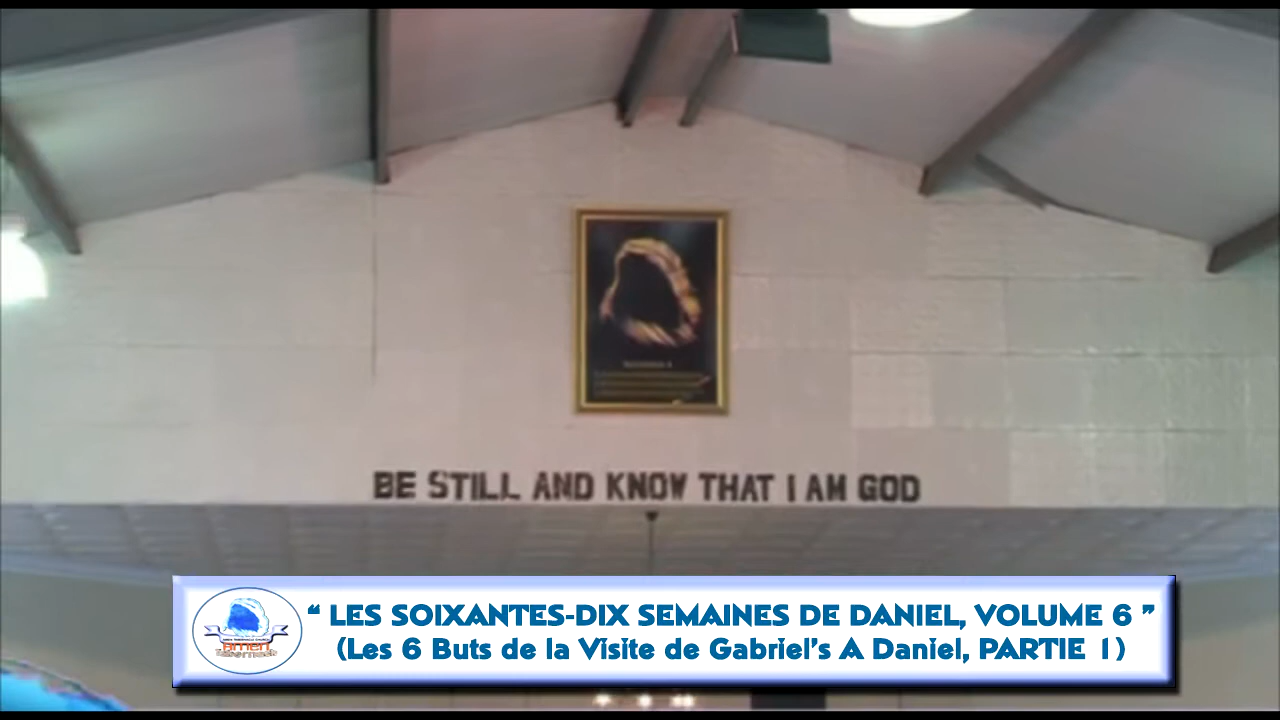 BE STILL AND KNOW THAT I AM GOD
“ LES SOIXANTES-DIX SEMAINES DE DANIEL, VOLUME 6 ”
(Les 6 Buts de la Visite de Gabriel's A Daniel, PARTIE 1)